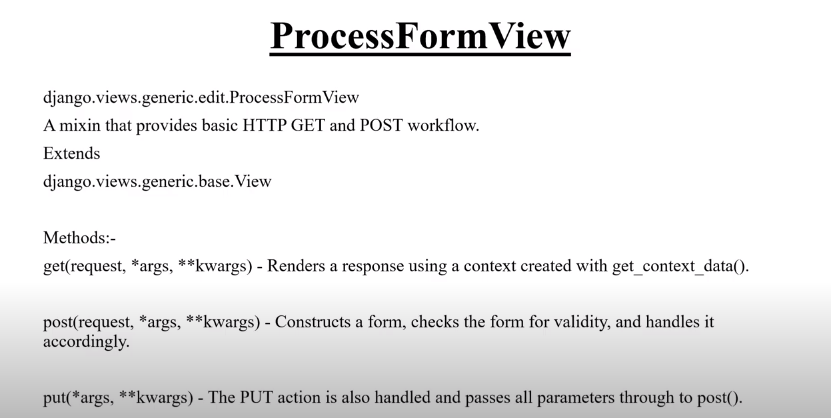 ProcessFormView
django.views.generic.edit.ProcessFormView
A mixin that provides basic HTTP GET and POST workflow.
Extends
django.views.generic.base.View
Methods:-
get(request, *args, **kwargs) - Renders a response using a context created with get_context_data().
post(request, *args, **kwargs) - Constructs a form, checks the form for validity, and handles it
accordingly.
put(*args, **kwargs) - The PUT action is also handled and passes all parameters through to post().